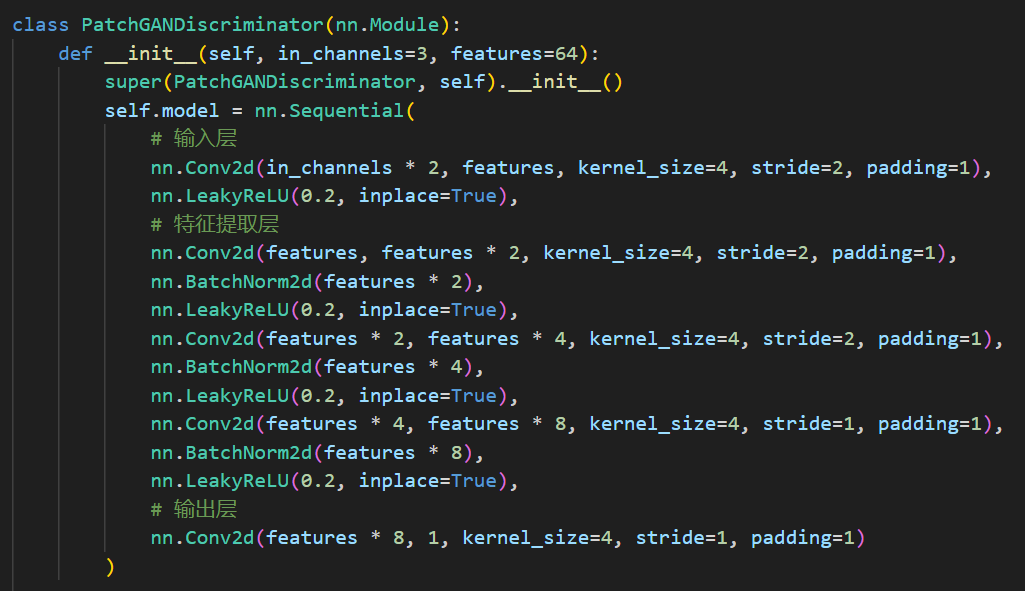 class PatchGANDiscriminator(nn.Module):
    def __init__(self, in_channels=3, features=64):
        super(PatchGANDiscriminator, self).__init__()
        self.model = nn.Sequential(
            # 输入层
            nn.Conv2d(in_channels * 2, features, kernel_size=4, stride=2, padding=1),
            nn.LeakyReLU(0.2, inplace=True),
            # 特征提取层
            nn.Conv2d(features, features * 2, kernel_size=4, stride=2, padding=1),
            nn.BatchNorm2d(features * 2),
            nn.LeakyReLU(0.2, inplace=True),
            nn.Conv2d(features * 2, features * 4, kernel_size=4, stride=2, padding=1),
            nn.BatchNorm2d(features * 4),
            nn.LeakyReLU(0.2, inplace=True),
            nn.Conv2d(features * 4, features * 8, kernel_size=4, stride=1, padding=1),
            nn.BatchNorm2d(features * 8),
            nn.LeakyReLU(0.2, inplace=True),
            # 输出层
            nn.Conv2d(features * 8, 1, kernel_size=4, stride=1, padding=1)
        )